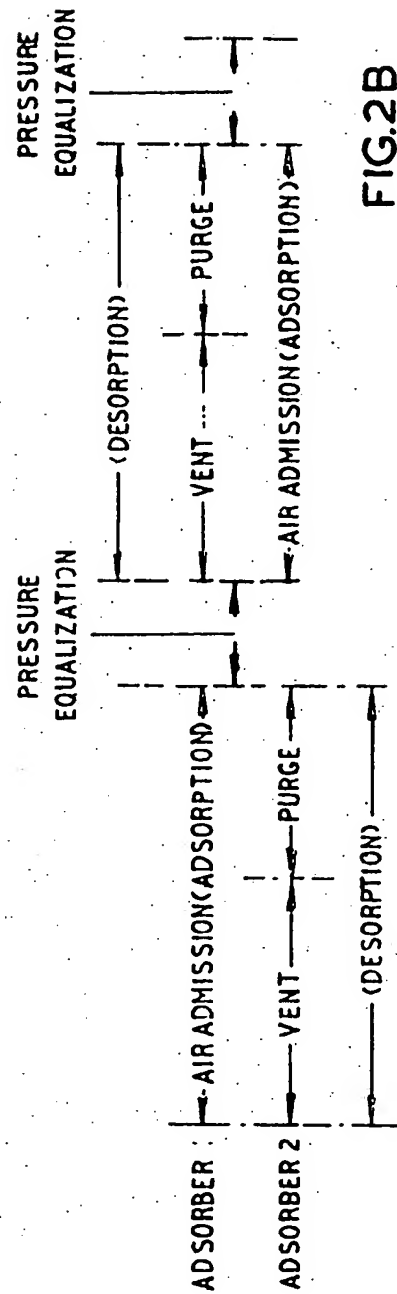 PRESSURE
EQUALIZATION
PRESSURE
EQUALIZATION
(DESORPTION)
ADSORBER 1
AIR ADMISSION(ADSORPTION)
VENT
PURGE
ADSORBER 2
VENT
PURGE
AIR ADMISSION(ADSORPTION)
(DESORPTION)
FIG.2B